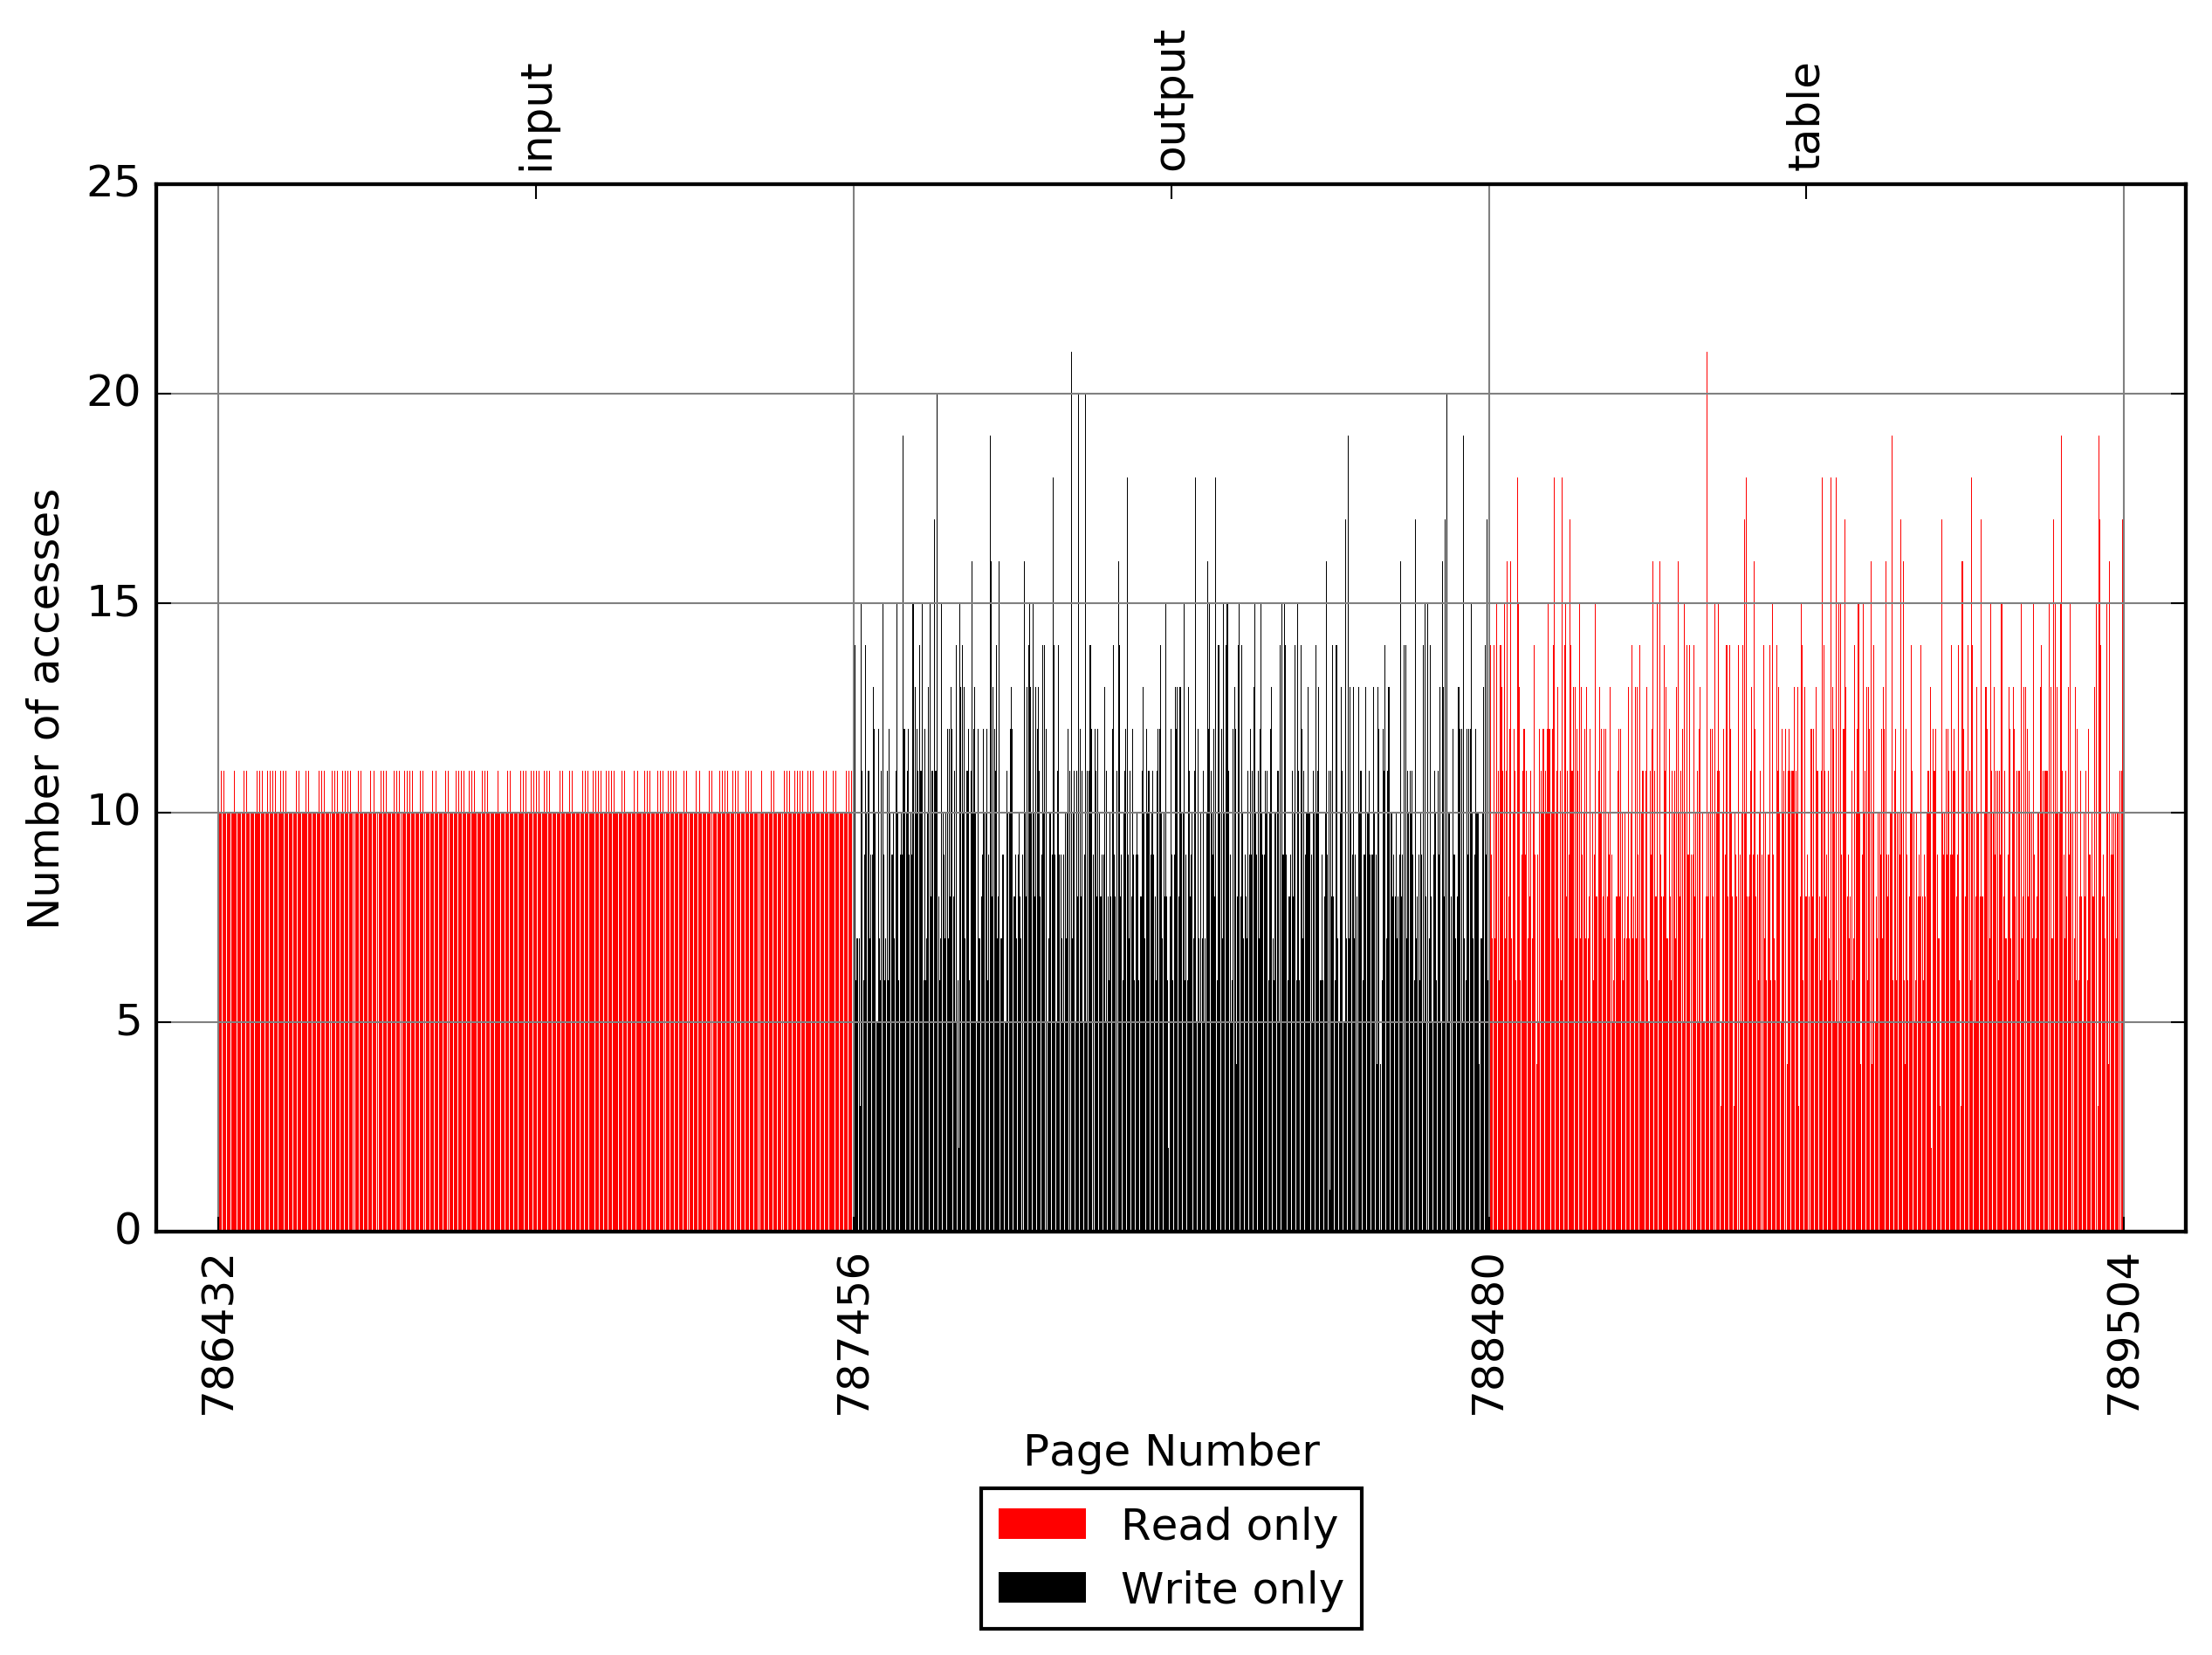 input
output
table
25
20
15
10
5
0
Number of accesses
786432
787456
788480
789504
Page Number
Read only
Write only